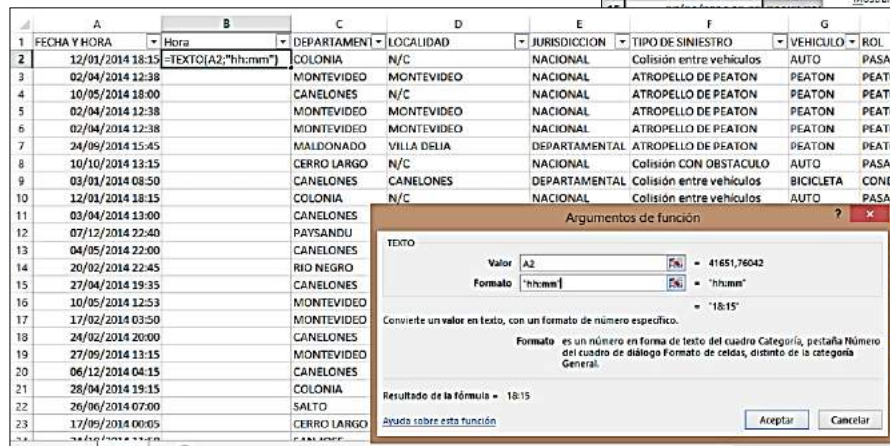 A B C D E F G
1 FECHA Y HORA Hora DEPARTAMENT LOCALIDAD JURISDICCION TIPO DE SINIESTRO VEHICULO ROL
2 12/01/2014 18:15 =TEXTO(A2;"hh:mm") COLONIA N/C NACIONAL Colisión entre vehículos AUTO PASA
3 02/04/2014 12:38 MONTEVIDEO MONTEVIDEO NACIONAL ATROPELLO DE PEATON PEATON PEAT
4 10/05/2014 18:00 CANELONES N/C NACIONAL ATROPELLO DE PEATON PEATON PEAT
5 02/04/2014 12:38 MONTEVIDEO MONTEVIDEO NACIONAL ATROPELLO DE PEATON PEATON PEAT
6 02/04/2014 12:38 MONTEVIDEO MONTEVIDEO NACIONAL ATROPELLO DE PEATON PEATON PEAT
7 24/09/2014 15:45 MALDONADO VILLA DELIA DEPARTAMENTAL ATROPELLO DE PEATON PEATON PEAT
8 10/10/2014 13:15 CERRO LARGO N/C NACIONAL Colisión CON OBSTACULO AUTO PASA
9 03/01/2014 08:50 CANELONES CANELONES DEPARTAMENTAL Colisión entre vehículos BICICLETA COND
10 12/01/2014 18:15 COLONIA N/C NACIONAL Colisión entre vehículos AUTO PASA
11 03/04/2014 13:00 CANELONES
12 07/12/2014 22:40 PAYSANDU
13 04/05/2014 22:00 CANELONES
14 20/02/2014 22:45 RIO NEGRO
15 27/04/2014 19:35 CANELONES
16 10/05/2014 12:53 MONTEVIDEO
17 17/02/2014 03:50 MONTEVIDEO
18 24/02/2014 20:00 CANELONES
19 27/09/2014 13:15 MONTEVIDEO
20 06/12/2014 04:15 CANELONES
21 28/04/2014 19:15 COLONIA
22 26/06/2014 07:00 SALTO
23 17/09/2014 00:05 CERRO LARGO
Argumentos de función ?
TEXTO
Valor A2 = 41651,76042
Formato "hh:mm" = "hh:mm"
= "18:15"
Convierte un valor en texto, con un formato de número específico.
Formato es un número en forma de texto del cuadro Categoría, pestaña Número
del cuadro de diálogo Formato de celdas, distinto de la categoría
General.
Resultado de la fórmula = 18:15
Ayuda sobre esta función Aceptar Cancelar